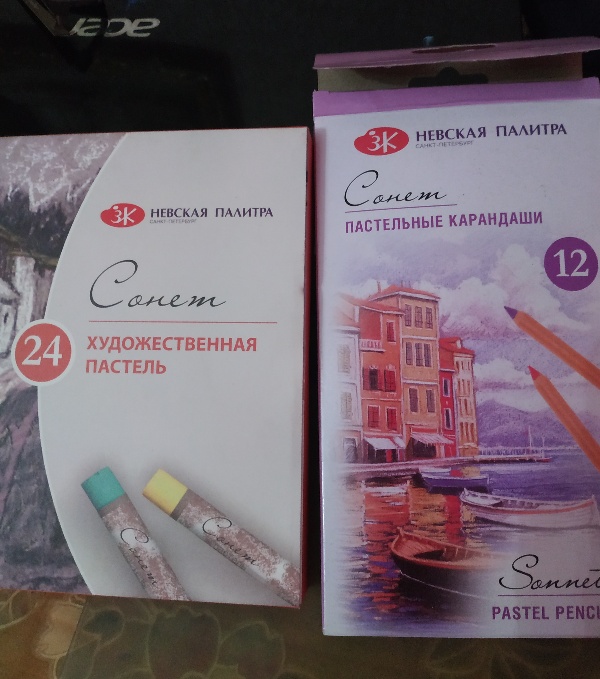 acer
ЗК НЕВСКАЯ ПАЛИТРА
САНКТ-ПЕТЕРБУРГ
Сонет
24
ХУДОЖЕСТВЕННАЯ
ПАСТЕЛЬ
Сонет
Сонет
ЗК НЕВСКАЯ ПАЛИТРА
САНКТ-ПЕТЕРБУРГ
Сонет
ПАСТЕЛЬНЫЕ КАРАНДАШИ
12
Sonnet
PASTEL PENCI